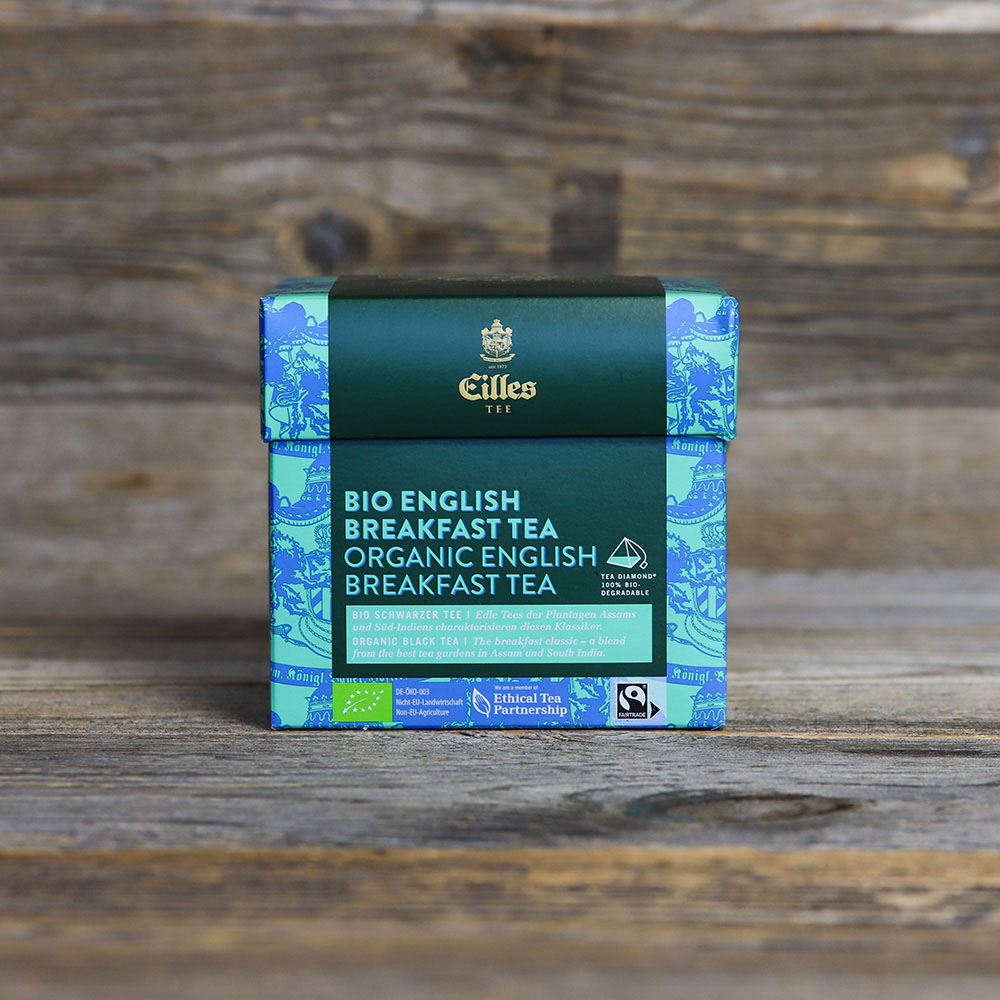 seit 1873
Eilles
TEE
Königl.
Königl.
BIO ENGLISH
BREAKFAST TEA
ORGANIC ENGLISH
BREAKFAST TEA
TEA DIAMOND®
100% BIO-
DEGRADABLE
BIO SCHWARZER TEE | Edle Tees der Plantagen Assams
und Süd-Indiens charakterisieren diesen Klassiker.
ORGANIC BLACK TEA | The breakfast classic – a blend
from the best tea gardens in Assam and South India.
Königl.
DE-ÖKO-003
Nicht-EU-Landwirtschaft
Non-EU-Agriculture
We are a member of
Ethical Tea
Partnership
FAIRTRADE